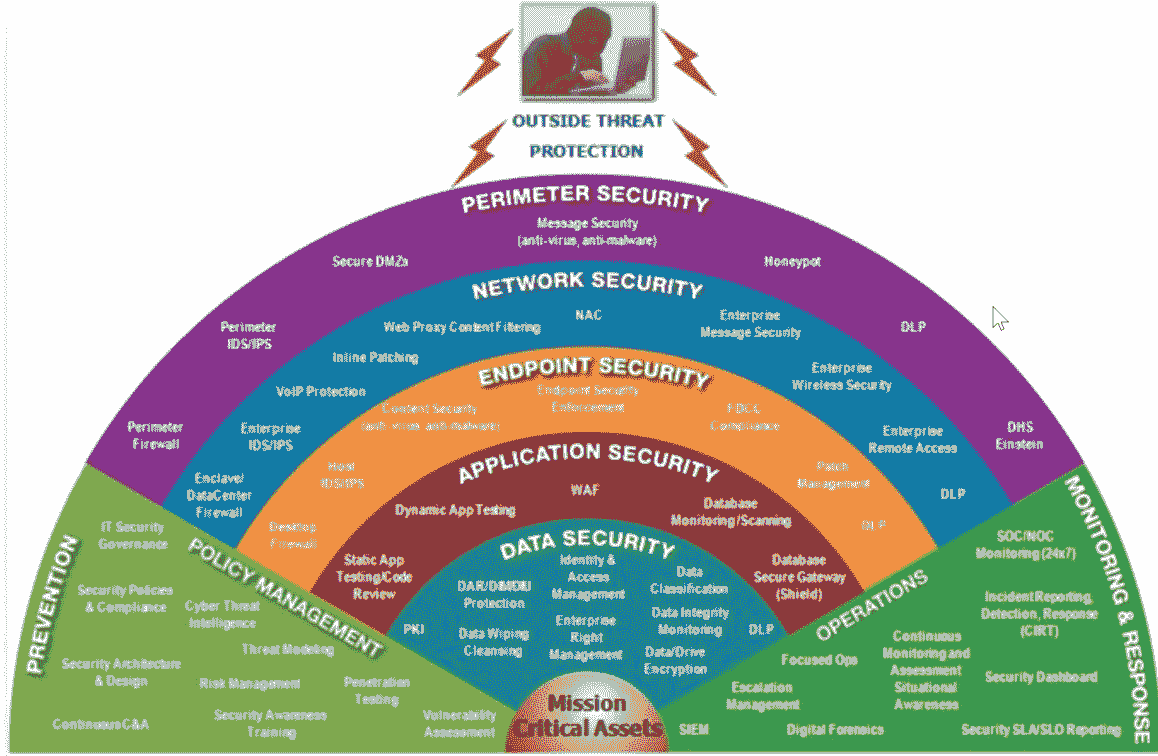 OUTSIDE THREAT
PROTECTION
PERIMETER SECURITY
Message Security
(anti-virus, anti-malware)
Secure DMZs
Honeypot
Perimeter
IDS/IPS
DLP
Perimeter
Firewall
DHS
Einstein
NETWORK SECURITY
NAC
Web Proxy Content Filtering
Enterprise
Message Security
Inline Patching
VoIP Protection
Enterprise
Wireless Security
Enterprise
IDS/IPS
Enterprise
Remote Access
Enclave/
DataCenter
Firewall
DLP
ENDPOINT SECURITY
Endpoint Security
Enforcement
Content Security
(anti-virus, anti-malware)
FDCC
Compliance
Host
IDS/IPS
Patch
Management
Desktop
Firewall
DLP
APPLICATION SECURITY
WAF
Dynamic App Testing
Database
Monitoring/Scanning
Static App
Testing/Code
Review
Database
Secure Gateway
(Shield)
DATA SECURITY
Identity &
Access
Management
Data
Classification
Protection
Enterprise
Right
Management
Data Integrity
Monitoring
PKI
Data Wiping
Cleansing
DLP
Data/Drive
Encryption
Mission
Critical Assets
PREVENTION
POLICY MANAGEMENT
IT Security
Governance
Security Policies
& Compliance
Cyber Threat
Intelligence
Threat Modeling
Security Architecture
& Design
Risk Management
Penetration
Testing
Continuous C&A
Security Awareness
Training
Vulnerability
Assessment
OPERATIONS
MONITORING & RESPONSE
SOC/NOC
Monitoring (24x7)
Incident Reporting,
Detection, Response
(CIRT)
Continuous
Monitoring and
Assessment
Situational
Awareness
Focused Ops
Security Dashboard
Escalation
Management
SIEM
Digital Forensics
Security SLA/SLO Reporting